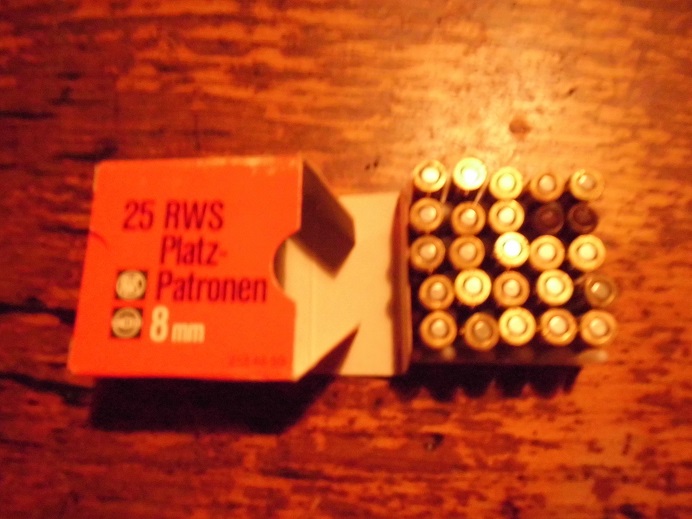 25 RWS
Platz-
Patronen
8 mm